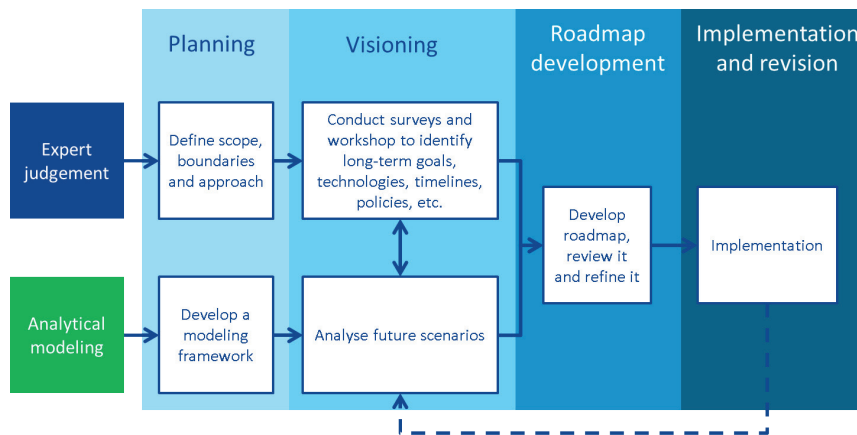 Planning
Visioning
Roadmap
development
Implementation
and revision
Expert
judgement
Define scope,
boundaries
and approach
Conduct surveys and
workshop to identify
long-term goals,
technologies, timelines,
policies, etc.
Develop
roadmap,
review it
and refine it
Implementation
Analytical
modeling
Develop a
modeling
framework
Analyse future scenarios